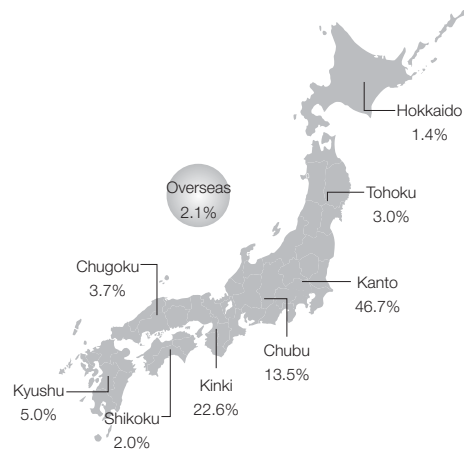 Hokkaido
1.4%
Overseas
2.1%
Tohoku
3.0%
Chugoku
3.7%
Kanto
46.7%
Chubu
13.5%
Kinki
22.6%
Kyushu
5.0%
Shikoku
2.0%